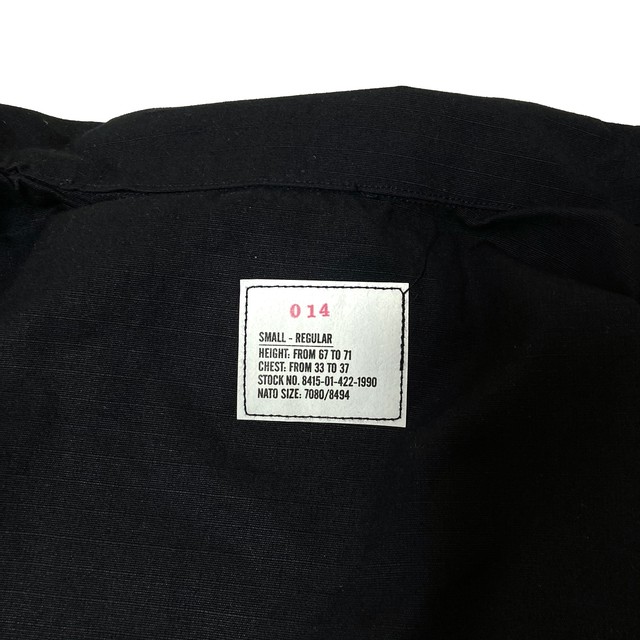 014
SMALL - REGULAR
HEIGHT: FROM 67 TO 71
CHEST: FROM 33 TO 37
STOCK NO. 8415-01-422-1990
NATO SIZE: 7080/8494